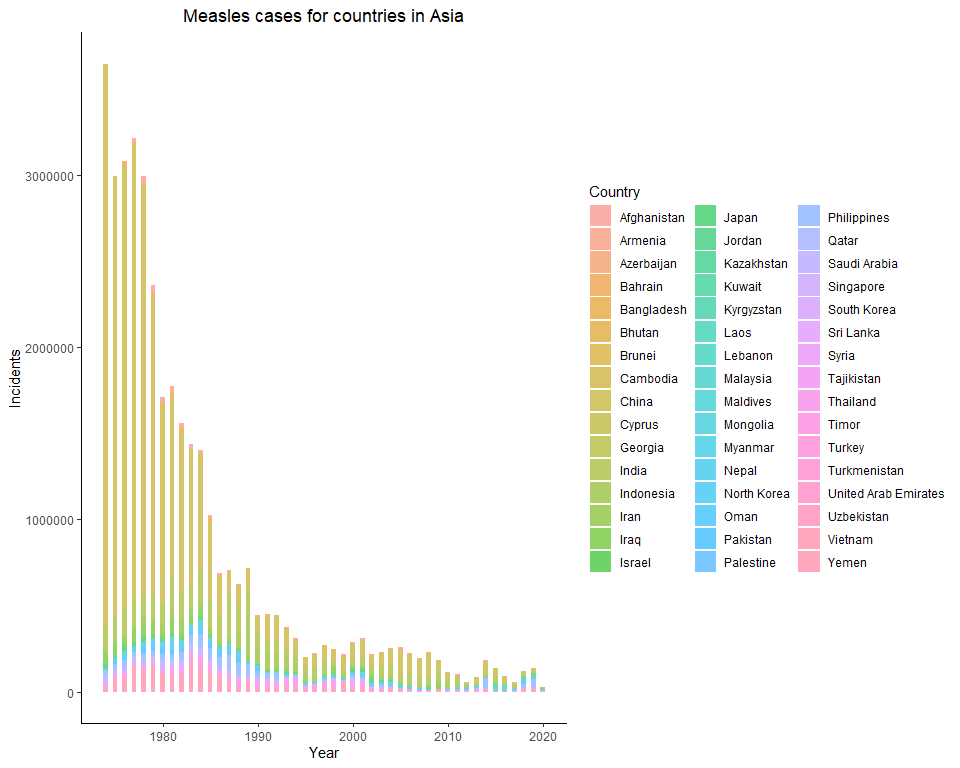 Measles cases for countries in Asia
Incidents
3000000
2000000
1000000
0
1980
1990
2000
2010
2020
Year
Country
Afghanistan
Armenia
Azerbaijan
Bahrain
Bangladesh
Bhutan
Brunei
Cambodia
China
Cyprus
Georgia
India
Indonesia
Iran
Iraq
Israel
Japan
Jordan
Kazakhstan
Kuwait
Kyrgyzstan
Laos
Lebanon
Malaysia
Maldives
Mongolia
Myanmar
Nepal
North Korea
Oman
Pakistan
Palestine
Philippines
Qatar
Saudi Arabia
Singapore
South Korea
Sri Lanka
Syria
Tajikistan
Thailand
Timor
Turkey
Turkmenistan
United Arab Emirates
Uzbekistan
Vietnam
Yemen